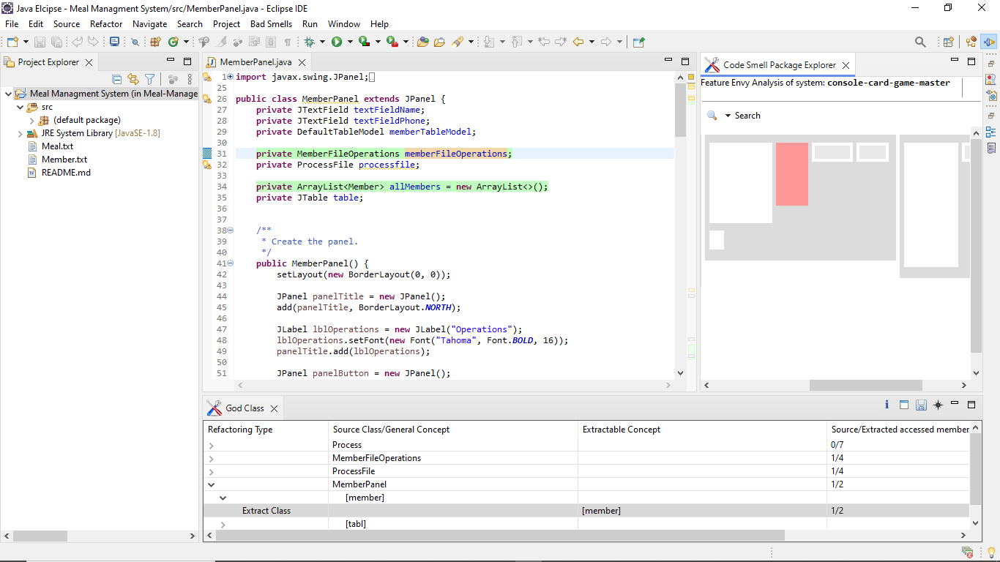 Java Elcipse - Meal Managment System/src/MemberPanel.java - Eclipse IDE
File Edit Source Refactor Navigate Search Project Bad Smells Run Window Help
Project Explorer
Meal Managment System (in Meal-Manage
src
(default package)
JRE System Library [JavaSE-1.8]
Meal.txt
Member.txt
README.md
MemberPanel.java
1 import javax.swing.JPanel;
25
26 public class MemberPanel extends JPanel {
27 private JTextField textFieldName;
28 private JTextField textFieldPhone;
29 private DefaultTableModel memberTableModel;
30
31 private MemberFileOperations memberFileOperations;
32 private ProcessFile processfile;
33
34 private ArrayList<Member> allMembers = new ArrayList<>();
35 private JTable table;
36
37
38 /**
39 * Create the panel.
40 */
41 public MemberPanel() {
42 setLayout(new BorderLayout(0, 0));
43
44 JPanel panelTitle = new JPanel();
45 add(panelTitle, BorderLayout.NORTH);
46
47 JLabel lblOperations = new JLabel("Operations");
48 lblOperations.setFont(new Font("Tahoma", Font.BOLD, 16));
49 panelTitle.add(lblOperations);
50
51 JPanel panelButton = new JPanel();
Code Smell Package Explorer
Feature Envy Analysis of system: console-card-game-master
Search
God Class
Refactoring Type Source Class/General Concept Extractable Concept Source/Extracted accessed member
Process 0/7
MemberFileOperations 1/4
ProcessFile 1/4
MemberPanel 1/2
[member]
Extract Class [member] 1/2
[tabl]